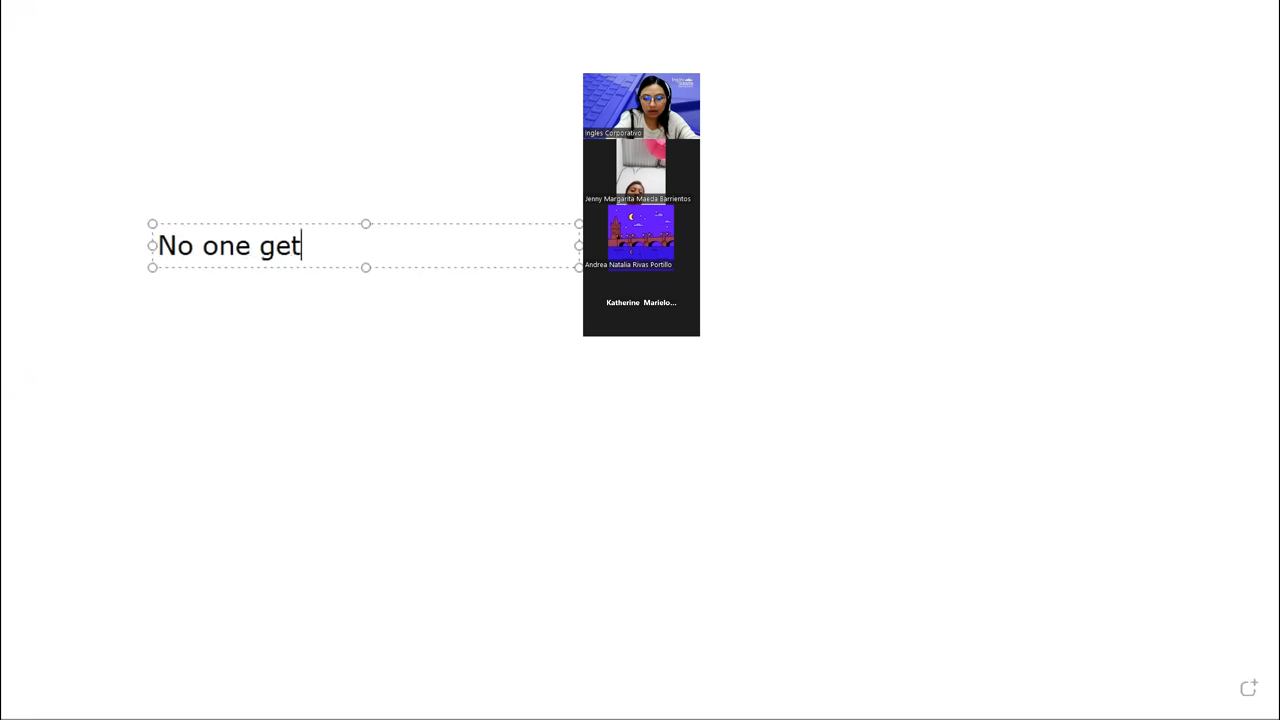 Ingles Corporativo
Jenny Margarita Maeda Barrientos
No one get
Andrea Natalia Rivas Portillo
Katherine Marielo...